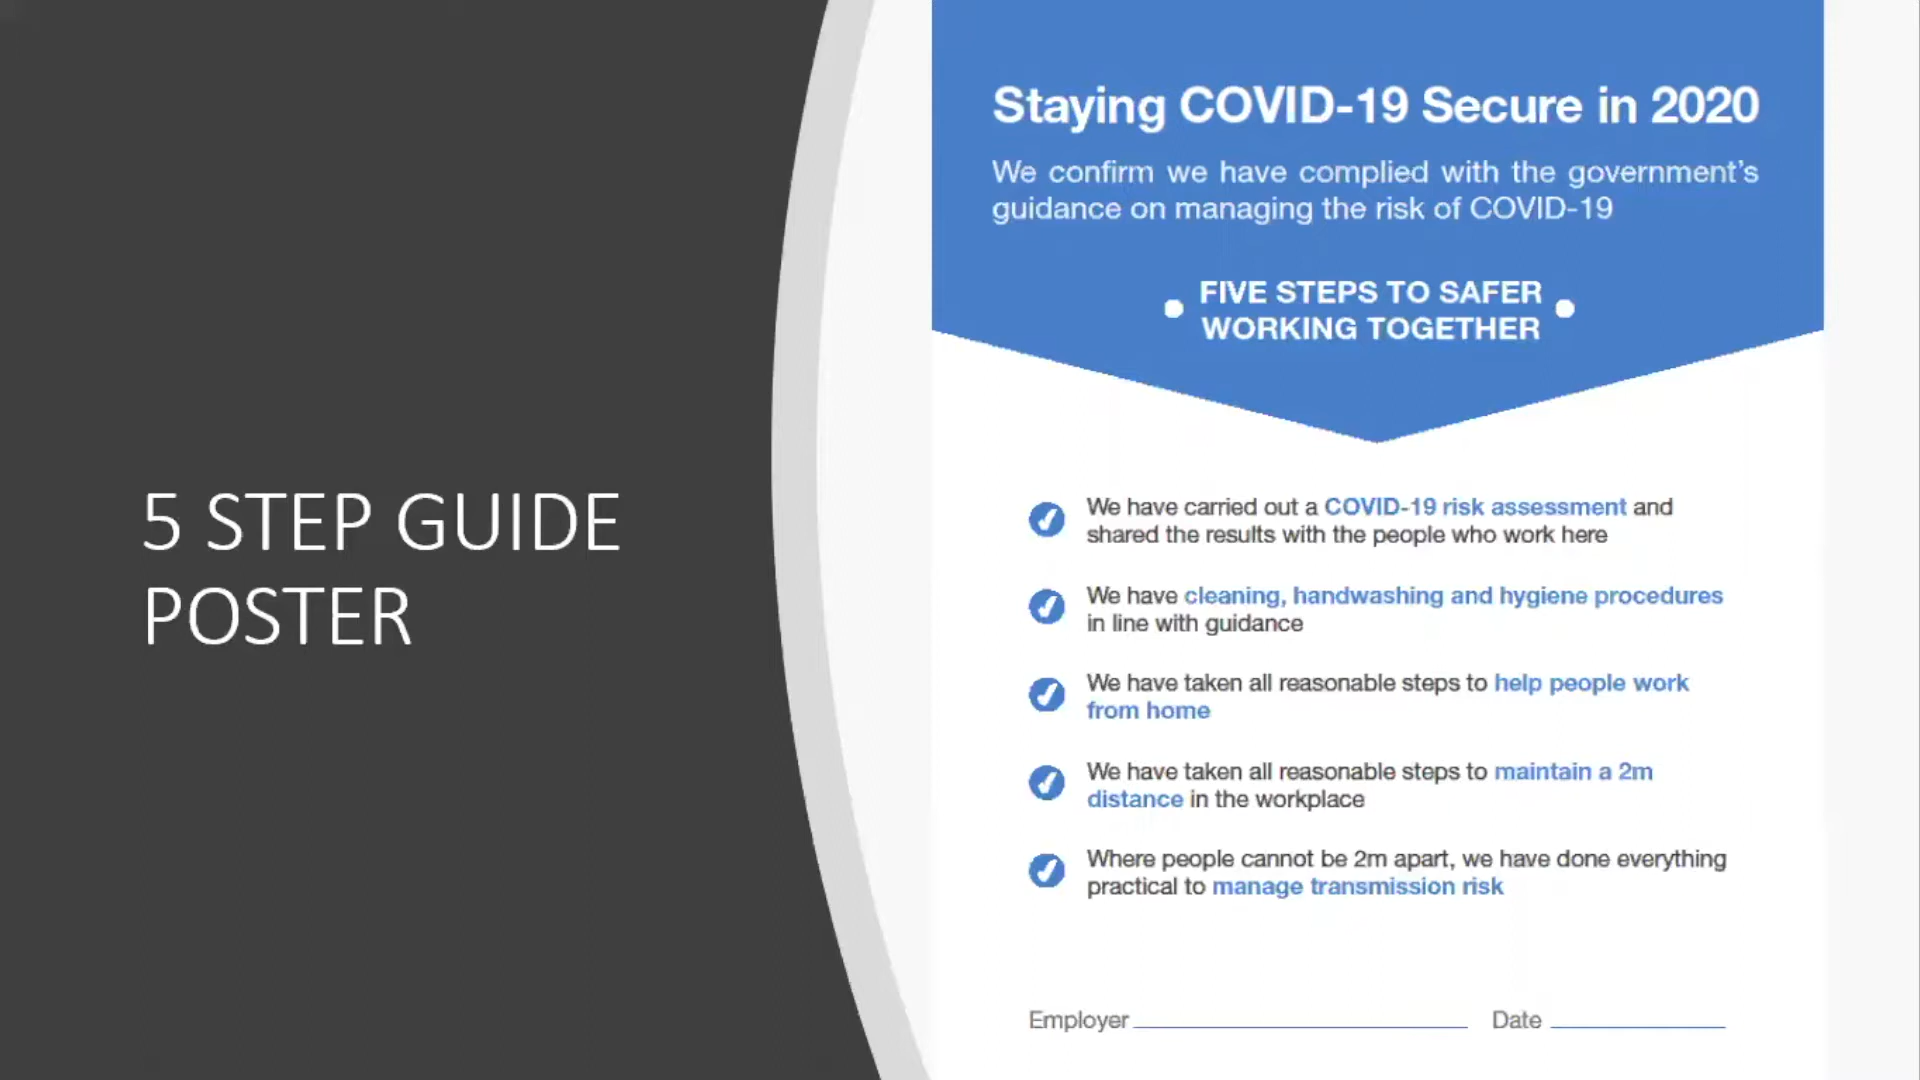 5 STEP GUIDE
POSTER
Staying COVID-19 Secure in 2020
We confirm we have complied with the government's
guidance on managing the risk of COVID-19
FIVE STEPS TO SAFER
WORKING TOGETHER
We have carried out a COVID-19 risk assessment and
shared the results with the people who work here
We have cleaning, handwashing and hygiene procedures
in line with guidance
We have taken all reasonable steps to help people work
from home
We have taken all reasonable steps to maintain a 2m
distance in the workplace
Where people cannot be 2m apart, we have done everything
practical to manage transmission risk
Employer Date